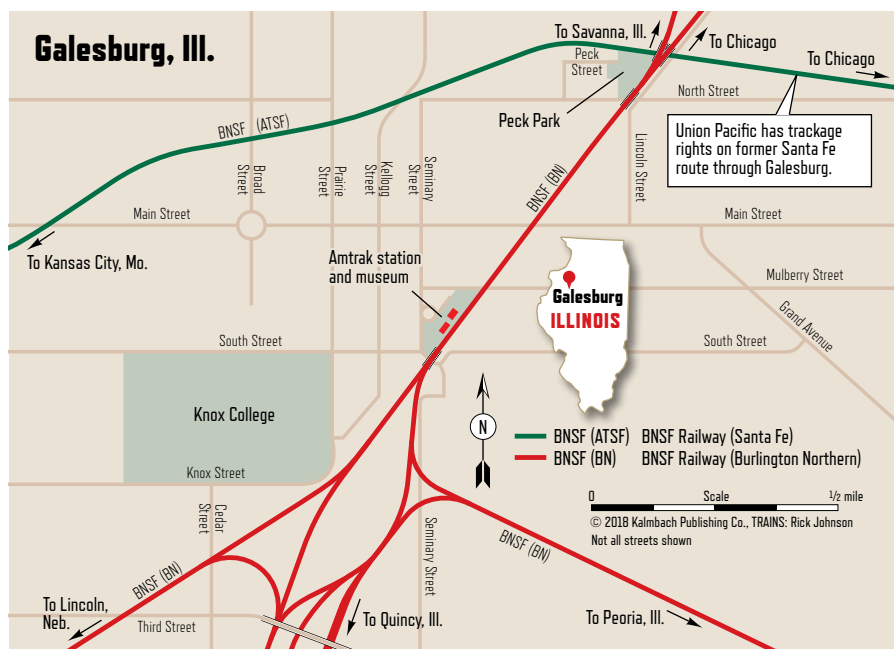 Galesburg, Ill.
To Savanna, Ill.
To Chicago
To Chicago
Peck
Street
Peck Park
North Street
BNSF (ATSF)
Union Pacific has trackage
rights on former Santa Fe
route through Galesburg.
Broad
Street
Prairie
Street
Kellogg
Street
Seminary
Street
BNSF (BN)
Lincoln Street
Main Street
Main Street
To Kansas City, Mo.
Amtrak station
and museum
Mulberry Street
Galesburg
ILLINOIS
Grand Avenue
South Street
South Street
Knox College
N
BNSF (ATSF) BNSF Railway (Santa Fe)
BNSF (BN) BNSF Railway (Burlington Northern)
Knox Street
0 Scale 1/2 mile
© 2018 Kalmbach Publishing Co., TRAINS: Rick Johnson
Not all streets shown
Cedar
Street
Seminary Street
BNSF (BN)
BNSF (BN)
To Lincoln,
Neb.
Third Street
To Quincy, Ill.
To Peoria, Ill.